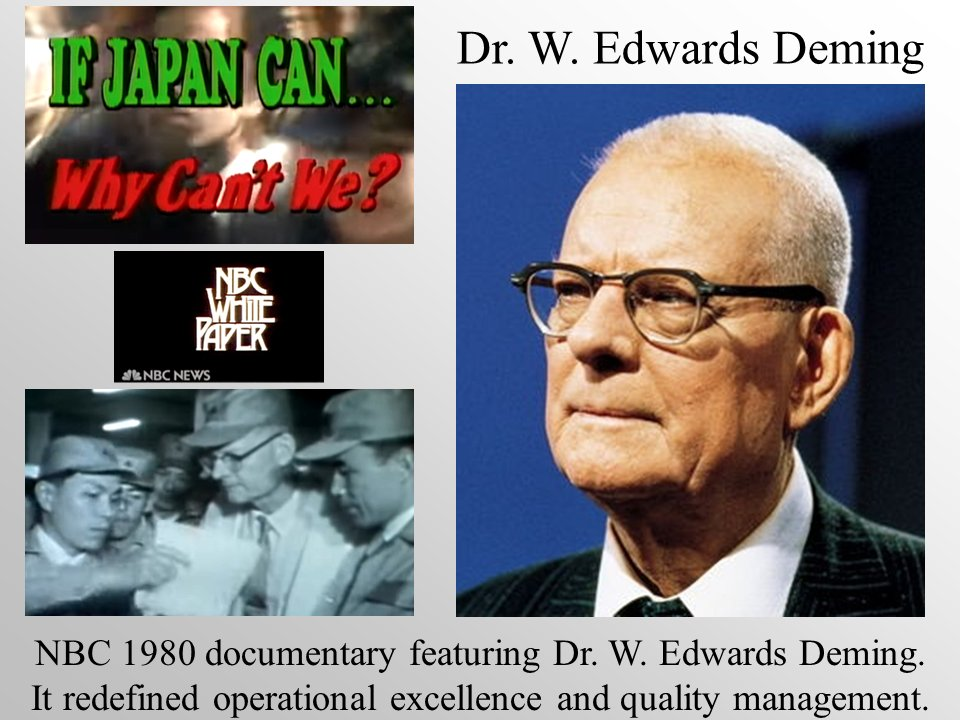 IF JAPAN CAN...
Why Can't We?
Dr. W. Edwards Deming
NBC
WHITE
PAPER
NBC NEWS
NBC 1980 documentary featuring Dr. W. Edwards Deming.
It redefined operational excellence and quality management.